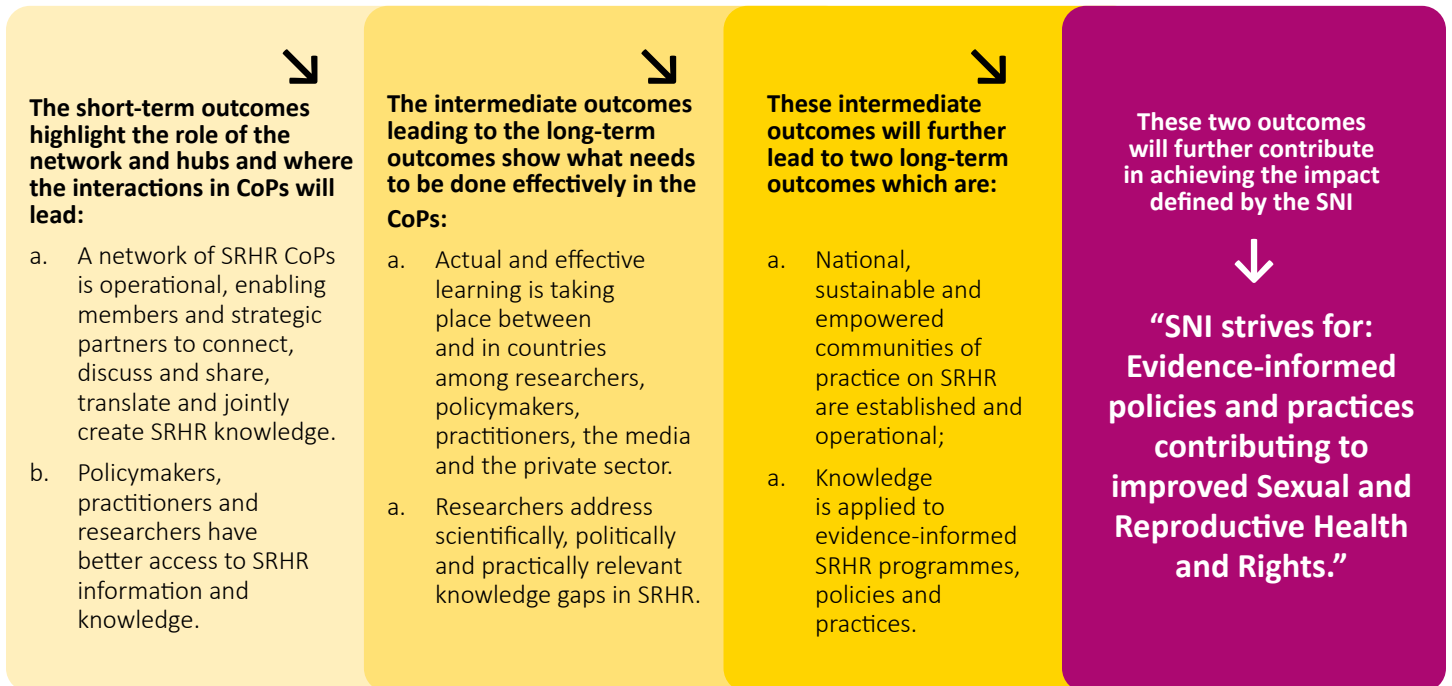 The short-term outcomes
highlight the role of the
network and hubs and where
the interactions in CoPs will
lead:
a. A network of SRHR CoPs
is operational, enabling
members and strategic
partners to connect,
discuss and share,
translate and jointly
create SRHR knowledge.
b. Policymakers,
practitioners and
researchers have
better access to SRHR
information and
knowledge.
The intermediate outcomes
leading to the long-term
outcomes show what needs
to be done effectively in the
CoPs:
a. Actual and effective
learning is taking
place between
and in countries
among researchers,
policymakers,
practitioners, the media
and the private sector.
a. Researchers address
scientifically, politically
and practically relevant
knowledge gaps in SRHR.
These intermediate
outcomes will further
lead to two long-term
outcomes which are:
a. National,
sustainable and
empowered
communities of
practice on SRHR
are established and
operational;
a. Knowledge
is applied to
evidence-informed
SRHR programmes,
policies and
practices.
These two outcomes
will further contribute
in achieving the impact
defined by the SNI
“SNI strives for:
Evidence-informed
policies and practices
contributing to
improved Sexual and
Reproductive Health
and Rights.”